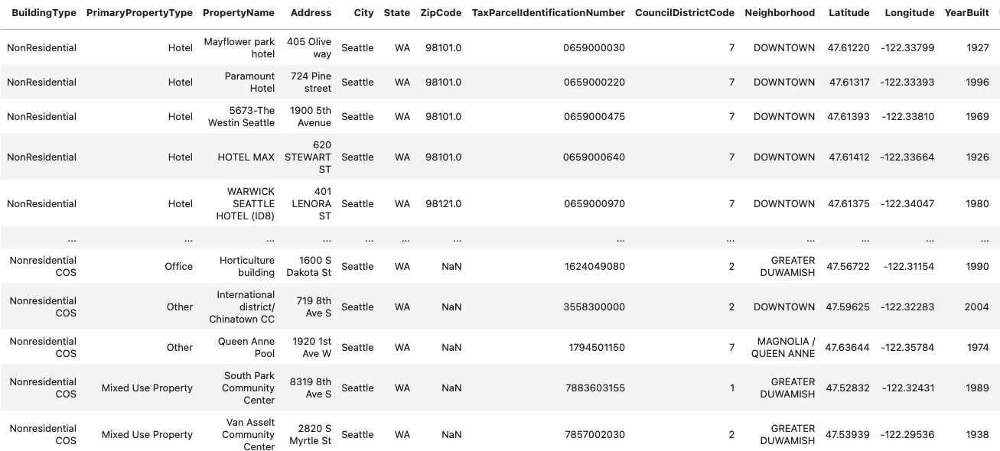 BuildingType PrimaryPropertyType PropertyName Address City State ZipCode TaxParcelIdentificationNumber CouncilDistrictCode Neighborhood Latitude Longitude YearBuilt
NonResidential Hotel Mayflower park hotel 405 Olive way Seattle WA 98101.0 0659000030 7 DOWNTOWN 47.61220 -122.33799 1927
NonResidential Hotel Paramount Hotel 724 Pine street Seattle WA 98101.0 0659000220 7 DOWNTOWN 47.61317 -122.33393 1996
NonResidential Hotel 5673-The Westin Seattle 1900 5th Avenue Seattle WA 98101.0 0659000475 7 DOWNTOWN 47.61393 -122.33810 1969
NonResidential Hotel HOTEL MAX 620 STEWART ST Seattle WA 98101.0 0659000640 7 DOWNTOWN 47.61412 -122.33664 1926
NonResidential Hotel WARWICK SEATTLE HOTEL (ID8) 401 LENORA ST Seattle WA 98121.0 0659000970 7 DOWNTOWN 47.61375 -122.34047 1980
... ... ... ... ... ... ... ... ... ... ... ... ...
Nonresidential COS Office Horticulture building 1600 S Dakota St Seattle WA NaN 1624049080 2 GREATER DUWAMISH 47.56722 -122.31154 1990
Nonresidential COS Other International district/ Chinatown CC 719 8th Ave S Seattle WA NaN 3558300000 2 DOWNTOWN 47.59625 -122.32283 2004
Nonresidential COS Other Queen Anne Pool 1920 1st Ave W Seattle WA NaN 1794501150 7 MAGNOLIA / QUEEN ANNE 47.63644 -122.35784 1974
Nonresidential COS Mixed Use Property South Park Community Center 8319 8th Ave S Seattle WA NaN 7883603155 1 GREATER DUWAMISH 47.52832 -122.32431 1989
Nonresidential COS Mixed Use Property Van Asselt Community Center 2820 S Myrtle St Seattle WA NaN 7857002030 2 GREATER DUWAMISH 47.53939 -122.29536 1938